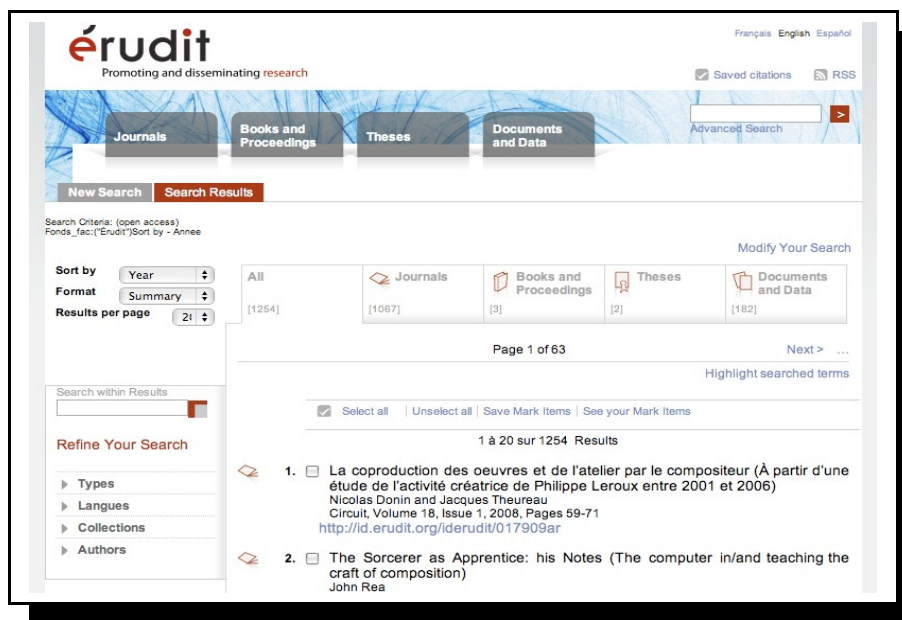 érudit
Promoting and disseminating research
Français English Español
Saved citations RSS
Journals
Books and
Proceedings
Theses
Documents
and Data
>
Advanced Search
New Search Search Results
Search Criteria: (open access)
Fonds_fac:("Érudit")Sort by - Annee
Modify Your Search
Sort by Year
Format Summary
Results per page
All
[1254]
Journals
[1067]
Books and
Proceedings
[3]
Theses
[2]
Documents
and Data
[182]
Page 1 of 63
Next > ...
Highlight searched terms
Search within Results
Refine Your Search
Types
Langues
Collections
Authors
Select all | Unselect all | Save Mark Items | See your Mark Items
1 à 20 sur 1254 Results
1. La coproduction des oeuvres et de l'atelier par le compositeur (À partir d'une
étude de l'activité créatrice de Philippe Leroux entre 2001 et 2006)
Nicolas Donin and Jacques Theureau
Circuit, Volume 18, Issue 1, 2008, Pages 59-71
http://id.erudit.org/iderudit/017909ar
2. The Sorcerer as Apprentice: his Notes (The computer in/and teaching the
craft of composition)
John Rea